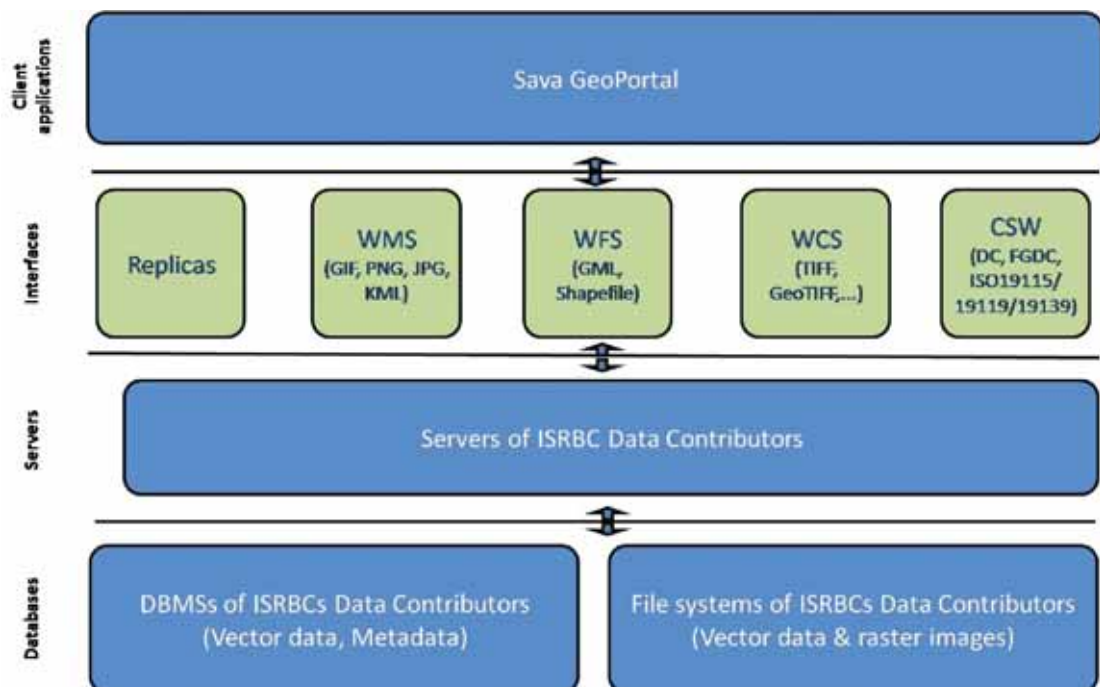 Client
applications
Sava GeoPortal
Interfaces
Replicas
WMS
(GIF, PNG, JPG,
KML)
WFS
(GML,
Shapefile)
WCS
(TIFF,
GeoTIFF,...)
CSW
(DC, FGDC,
ISO19115/
19119/19139)
Servers
Servers of ISRBC Data Contributors
Databases
DBMSs of ISRBCs Data Contributors
(Vector data, Metadata)
File systems of ISRBCs Data Contributors
(Vector data & raster images)